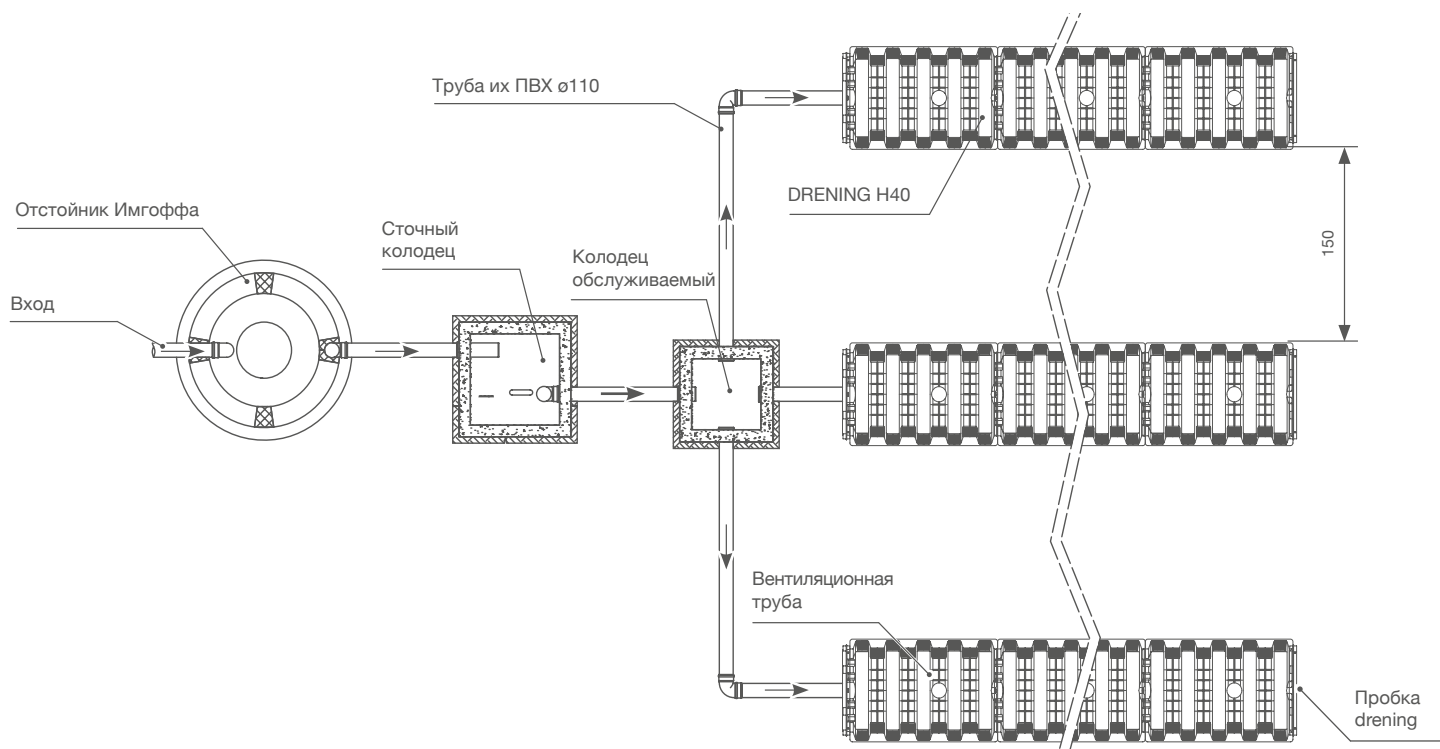 Труба их ПВХ ø110
DRENING H40
Отстойник Имгоффа
Сточный
колодец
Колодец
обслуживаемый
150
Вход
Вентиляционная
труба
Пробка
drening